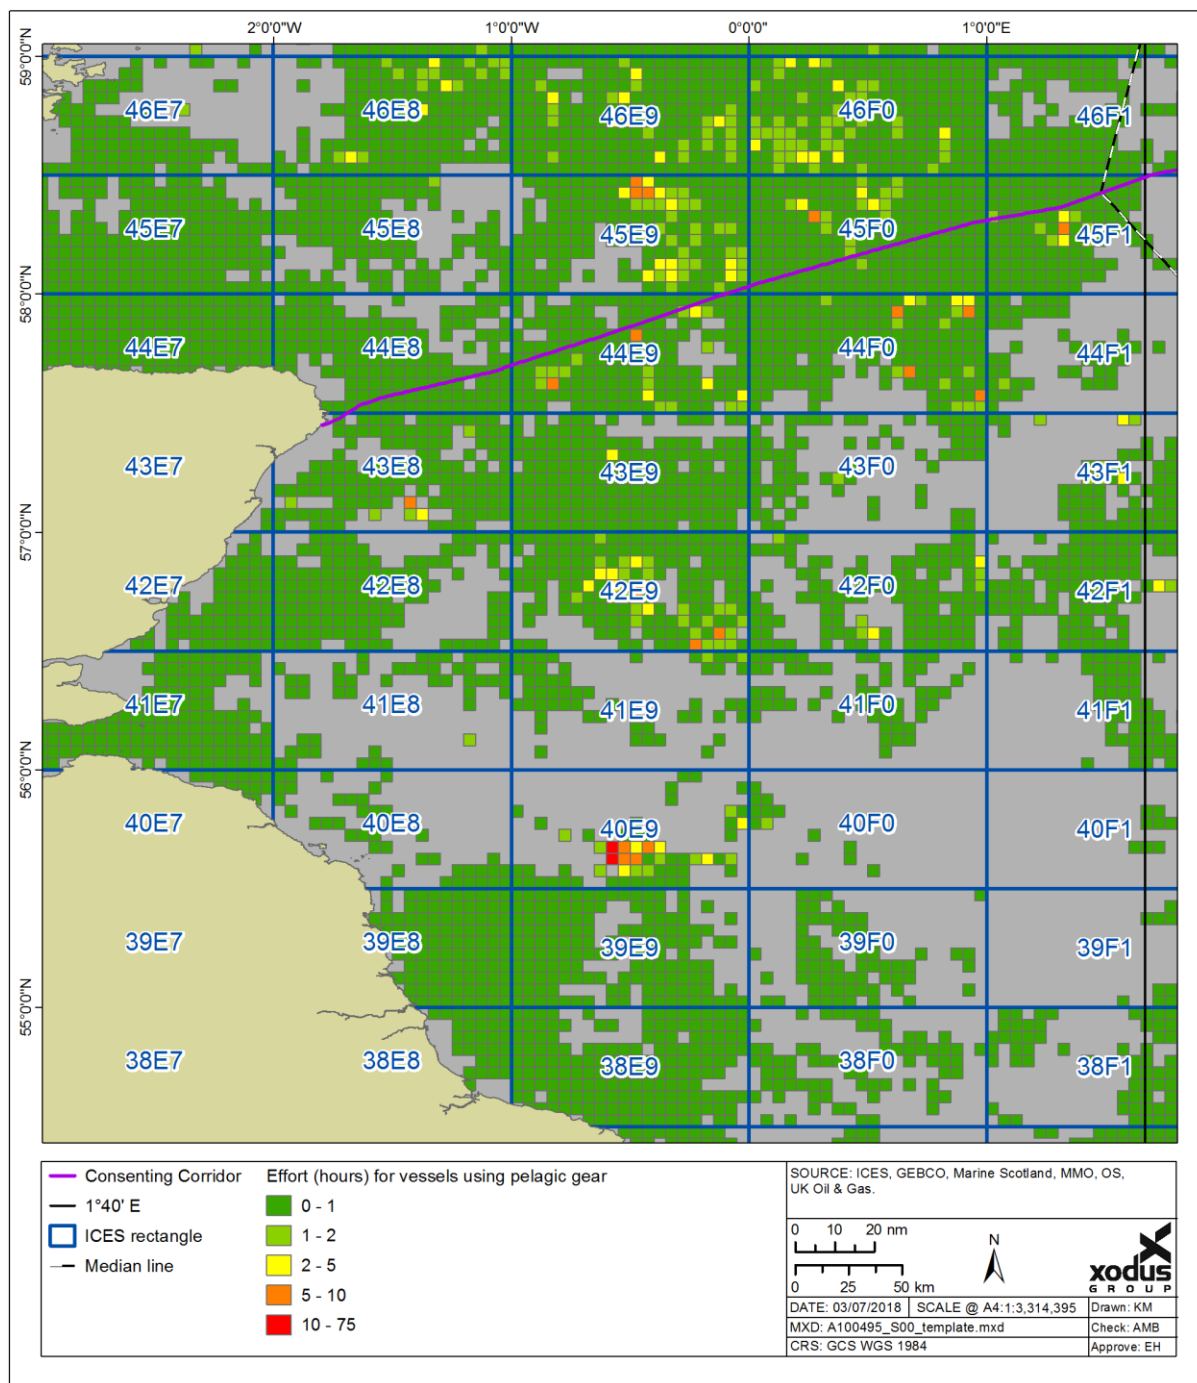 2°0'0"W 1°0'0"W 0°0'0" 1°0'0"E
59°0'0"N
46E7 46E8 46E9 46F0 46F1
45E7 45E8 45E9 45F0 45F1
58°0'0"N
44E7 44E8 44E9 44F0 44F1
43E7 43E8 43E9 43F0 43F1
57°0'0"N
42E7 42E8 42E9 42F0 42F1
41E7 41E8 41E9 41F0 41F1
56°0'0"N
40E7 40E8 40E9 40F0 40F1
39E7 39E8 39E9 39F0 39F1
55°0'0"N
38E7 38E8 38E9 38F0 38F1
Consenting Corridor
1°40' E
ICES rectangle
Median line
Effort (hours) for vessels using pelagic gear
0 - 1
1 - 2
2 - 5
5 - 10
10 - 75
SOURCE: ICES, GEBCO, Marine Scotland, MMO, OS,
UK Oil & Gas.
0 10 20 nm
0 25 50 km
N
xodus
GROUP
DATE: 03/07/2018 SCALE @ A4:1:3,314,395 Drawn: KM
MXD: A100495_S00_template.mxd Check: AMB
CRS: GCS WGS 1984 Approve: EH